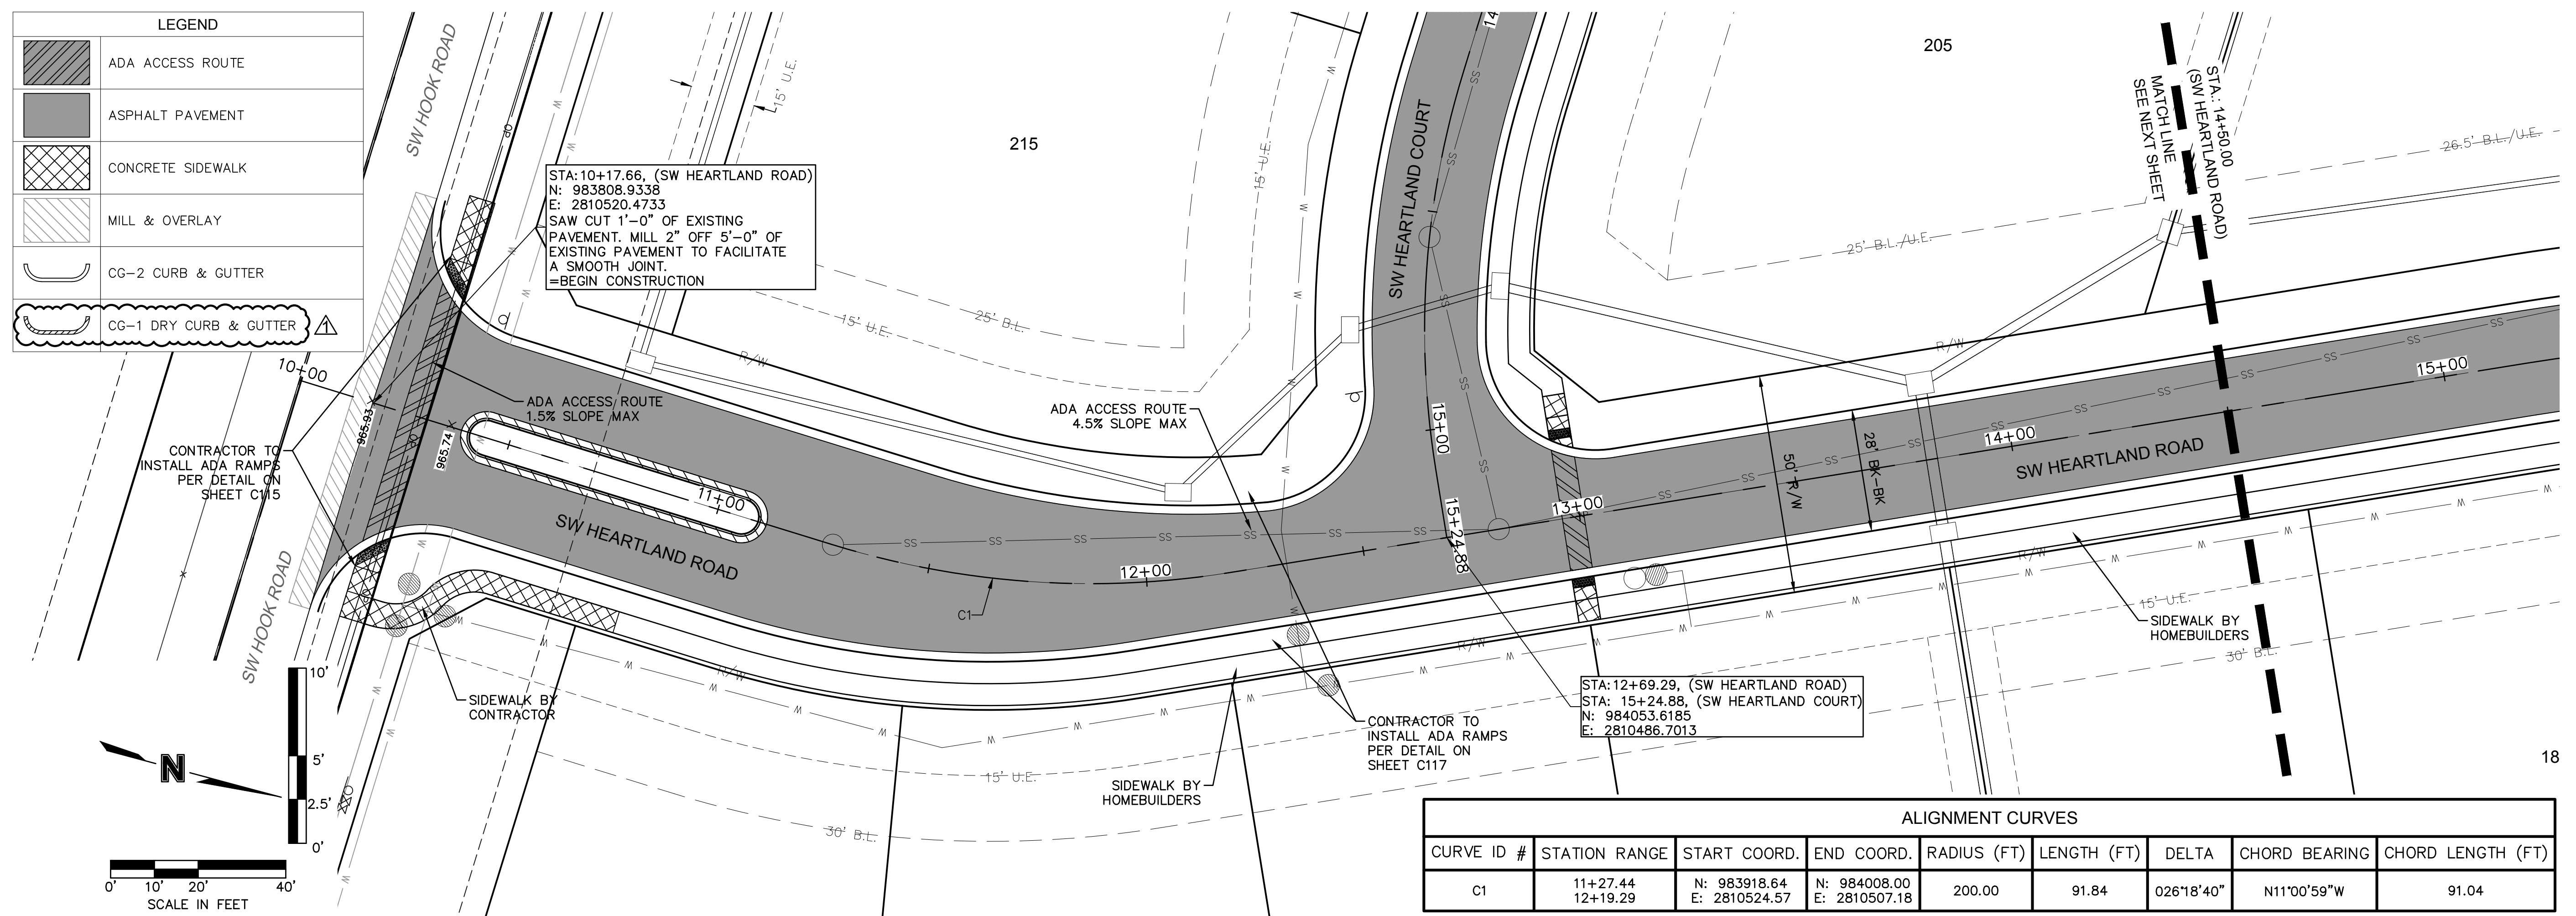 LEGEND
ADA ACCESS ROUTE
ASPHALT PAVEMENT
CONCRETE SIDEWALK
MILL & OVERLAY
CG-2 CURB & GUTTER
CG-1 DRY CURB & GUTTER
1
SW HOOK ROAD
OP
15' U.E.
215
STA:10+17.66, (SW HEARTLAND ROAD)
N: 983808.9338
E: 2810520.4733
SAW CUT 1'-0" OF EXISTING
PAVEMENT. MILL 2" OFF 5'-0" OF
EXISTING PAVEMENT TO FACILITATE
A SMOOTH JOINT.
=BEGIN CONSTRUCTION
15' U.E.
25' B.L.
15' U.E.
R/W
SW HEARTLAND COURT
14
205
STA.: 14+50.00
(SW HEARTLAND ROAD)
MATCH LINE
SEE NEXT SHEET
26.5' B.L./U.E.
25' B.L./U.E.
R/W
10+00
965.93
965.74
ADA ACCESS ROUTE
1.5% SLOPE MAX
CONTRACTOR TO
INSTALL ADA RAMPS
PER DETAIL ON
SHEET C115
11+00
SW HEARTLAND ROAD
C1
12+00
ADA ACCESS ROUTE
4.5% SLOPE MAX
15+00
15+24.88
13+00
50' R/W
28' BK-BK
14+00
SW HEARTLAND ROAD
15+00
SW HOOK ROAD
SIDEWALK BY
CONTRACTOR
R/W
R/W
R/W
15' U.E.
30' B.L.
SIDEWALK BY
HOMEBUILDERS
CONTRACTOR TO
INSTALL ADA RAMPS
PER DETAIL ON
SHEET C117
STA:12+69.29, (SW HEARTLAND ROAD)
STA: 15+24.88, (SW HEARTLAND COURT)
N: 984053.6185
E: 2810486.7013
15' U.E.
SIDEWALK BY
HOMEBUILDERS
30' B.L.
18
10'
5'
2.5'
0'
N
0' 10' 20' 40'
SCALE IN FEET
ALIGNMENT CURVES
CURVE ID # STATION RANGE START COORD. END COORD. RADIUS (FT) LENGTH (FT) DELTA CHORD BEARING CHORD LENGTH (FT)
C1 11+27.44 12+19.29 N: 983918.64 E: 2810524.57 N: 984008.00 E: 2810507.18 200.00 91.84 026°18'40" N11°00'59"W 91.04